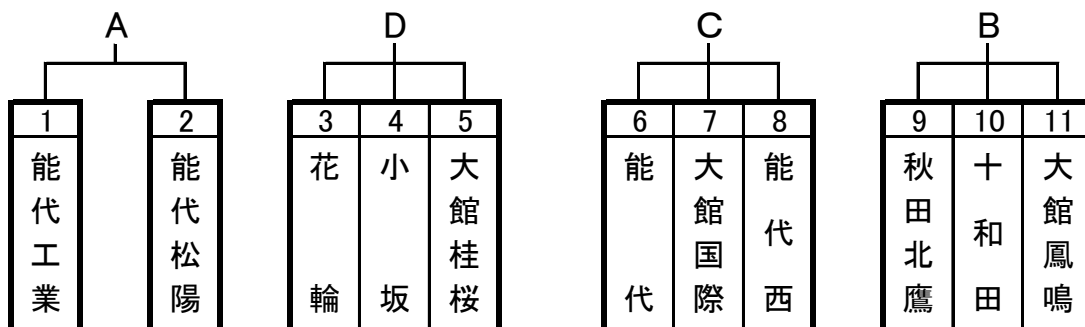 A D C B
1 2 3 4 5 6 7 8 9 10 11
能代工業
能代松陽
花輪
小坂
大館桂桜
能代
大館国際
能代西
秋田北鷹
十和田
大館鳳鳴